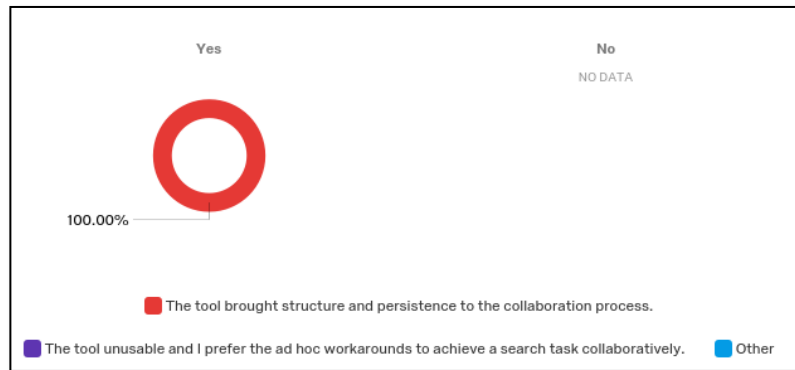 Yes
No
NO DATA
100.00%
The tool brought structure and persistence to the collaboration process.
The tool unusable and I prefer the ad hoc workarounds to achieve a search task collaboratively.
Other